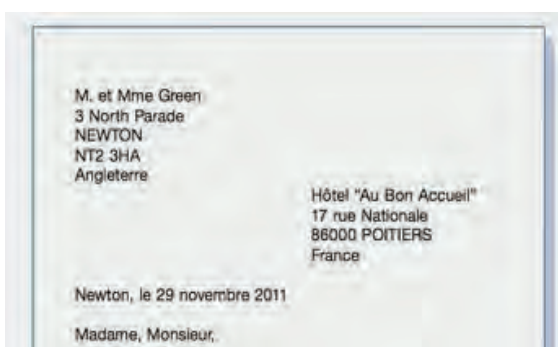 M. et Mme Green
3 North Parade
NEWTON
NT2 3HA
Angleterre
Hôtel "Au Bon Accueil"
17 rue Nationale
86000 POITIERS
France
Newton, le 29 novembre 2011
Madame, Monsieur,